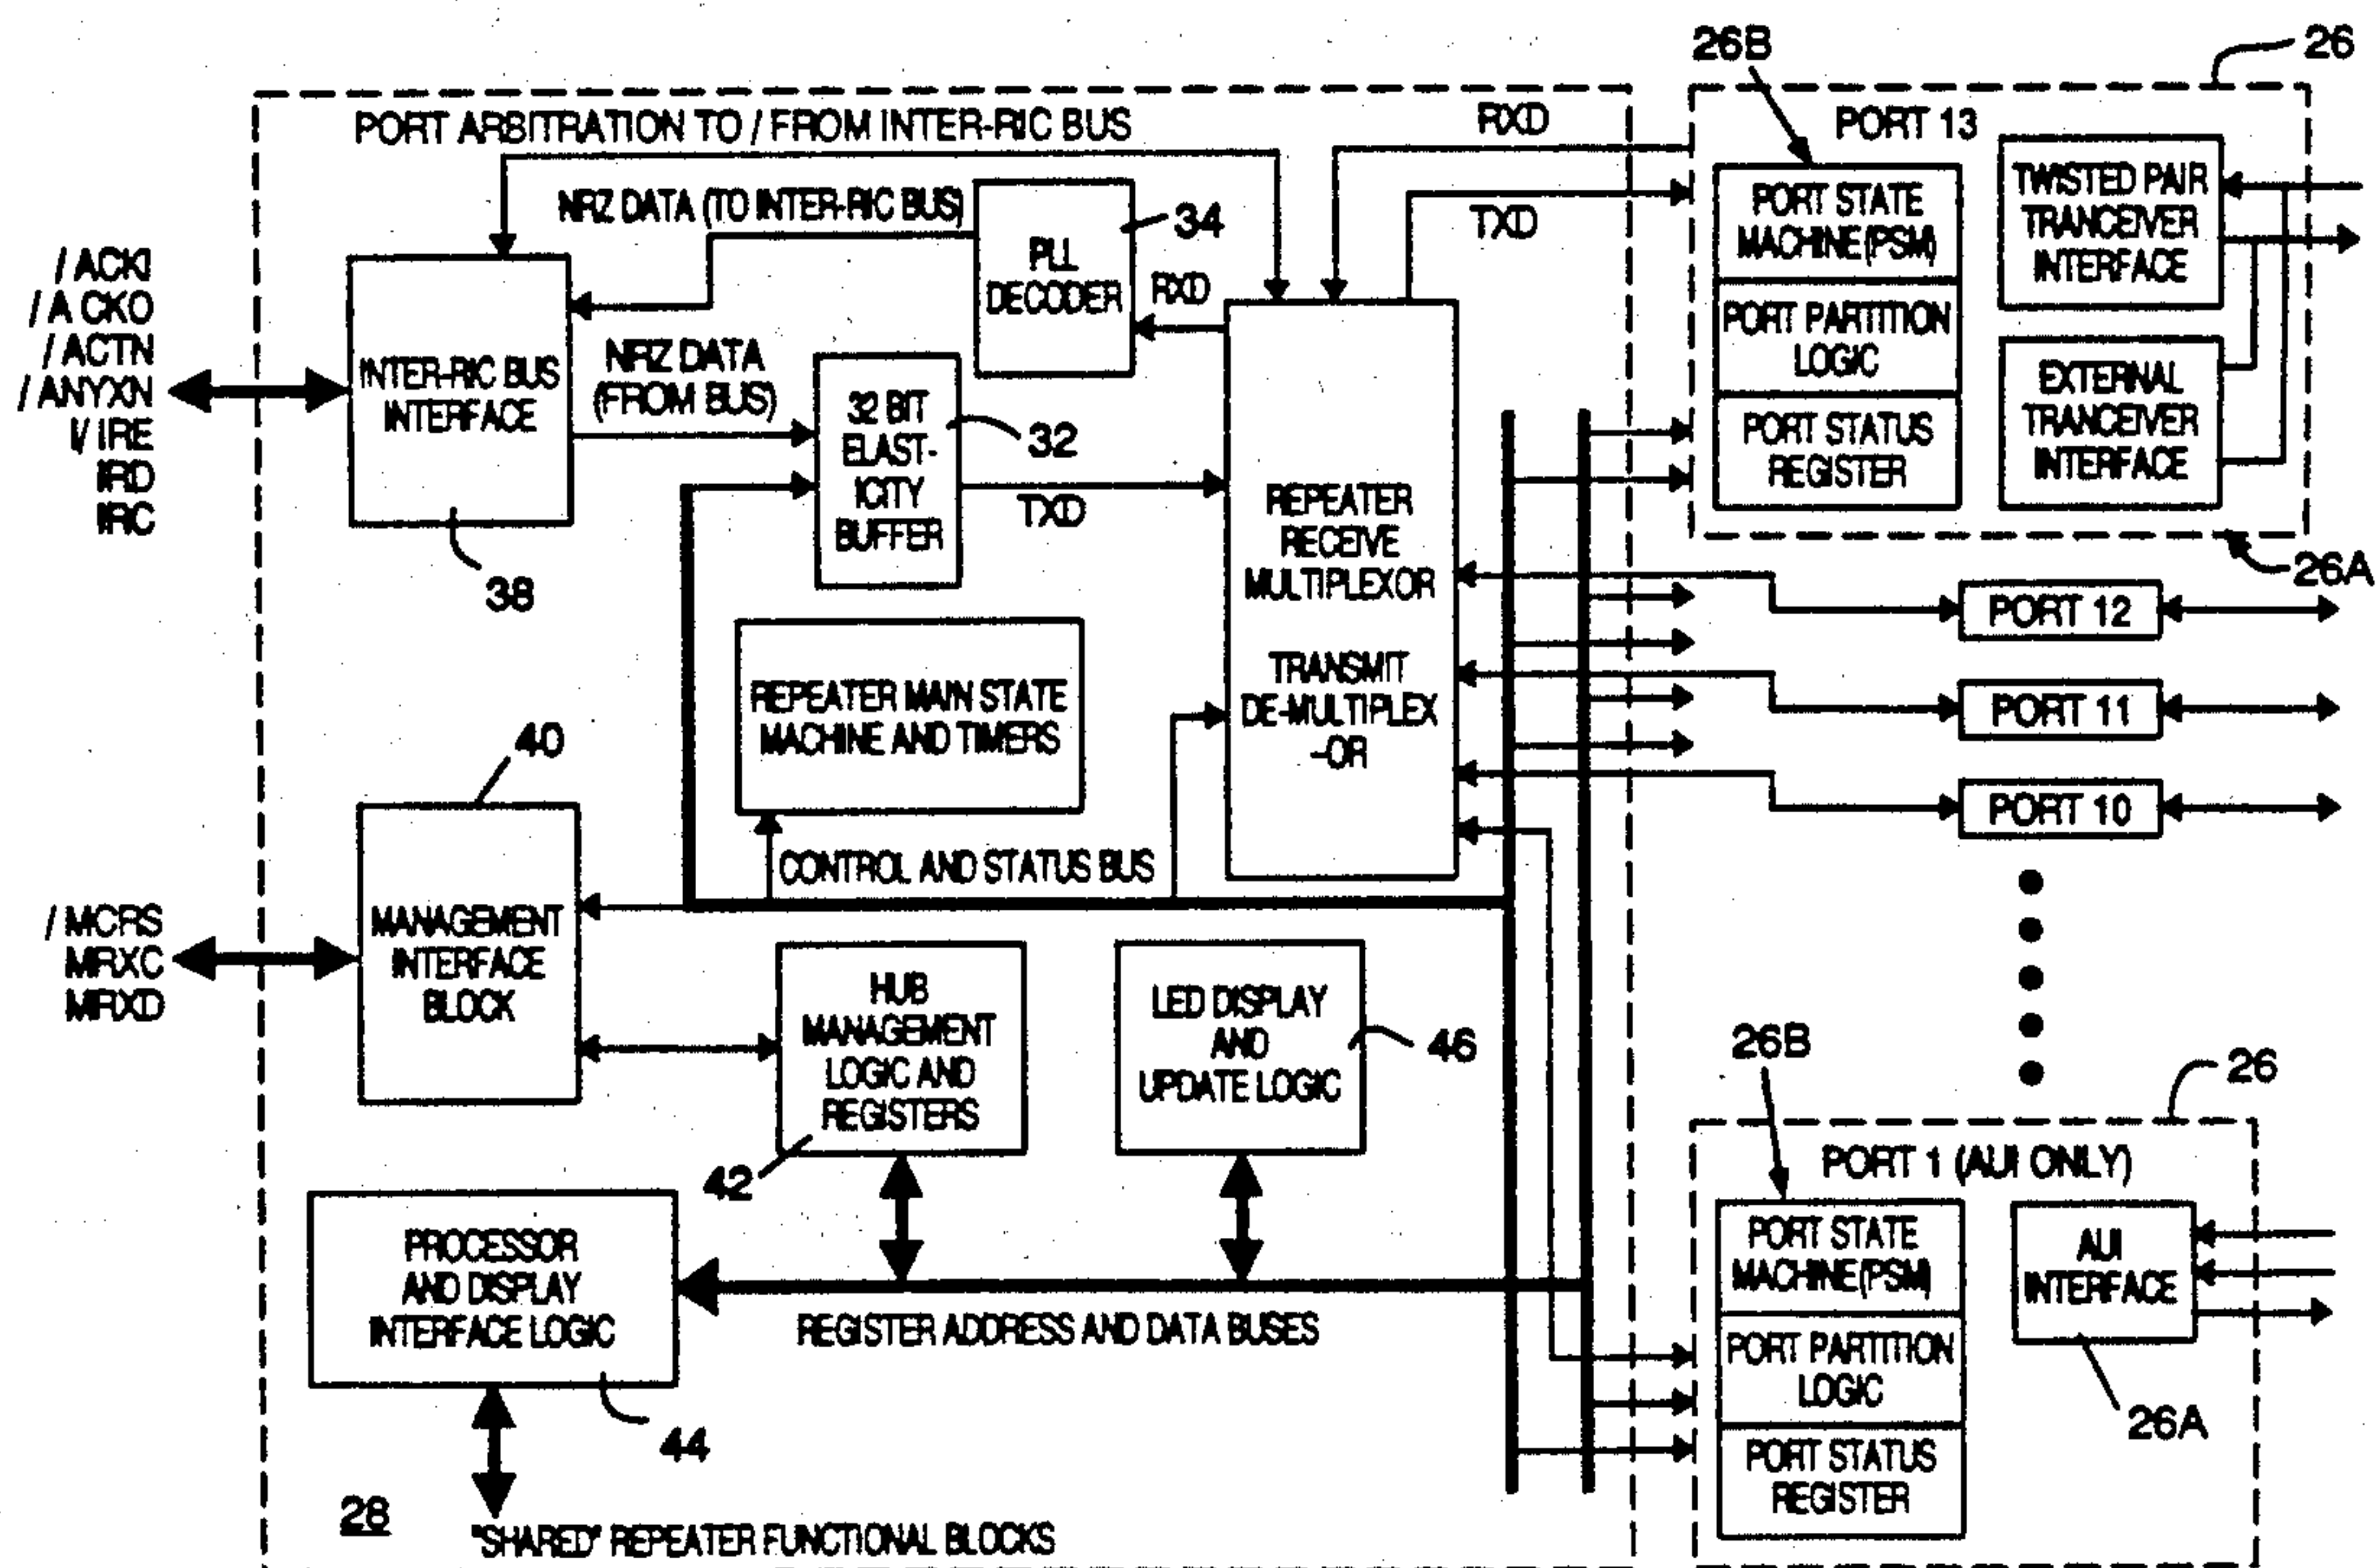 26B
26
PORT ARBITRATION TO / FROM INTER-RIC BUS
RXD
PORT 13
NRZ DATA (TO INTER-RIC BUS)
34
TXD
PORT STATE
MACHINE(PSM)
TWISTED PAIR
TRANCEIVER
INTERFACE
/ ACKI
/ ACKO
/ ACTN
/ ANYXN
I/ IRE
IRD
IRC
PLL
DECODER
RXD
INTER-RIC BUS
INTERFACE
NRZ DATA
(FROM BUS)
PORT PARTITION
LOGIC
EXTERNAL
TRANCEIVER
INTERFACE
32 BIT
ELAST-
ICITY
BUFFER
32
PORT STATUS
REGISTER
TXD
REPEATER
RECEIVE
MULTIPLEXOR
TRANSMIT
DE-MULTIPLEX
-OR
38
26A
PORT 12
REPEATER MAIN STATE
MACHINE AND TIMERS
PORT 11
40
PORT 10
CONTROL AND STATUS BUS
/ MCRS
MRXC
MRXD
MANAGEMENT
INTERFACE
BLOCK
HUB
MANAGEMENT
LOGIC AND
REGISTERS
LED DISPLAY
AND
UPDATE LOGIC
46
26B
26
42
PORT 1 (AUI ONLY)
PROCESSOR
AND DISPLAY
INTERFACE LOGIC
PORT STATE
MACHINE(PSM)
AUI
INTERFACE
REGISTER ADDRESS AND DATA BUSES
PORT PARTITION
LOGIC
26A
44
PORT STATUS
REGISTER
28
"SHARED" REPEATER FUNCTIONAL BLOCKS